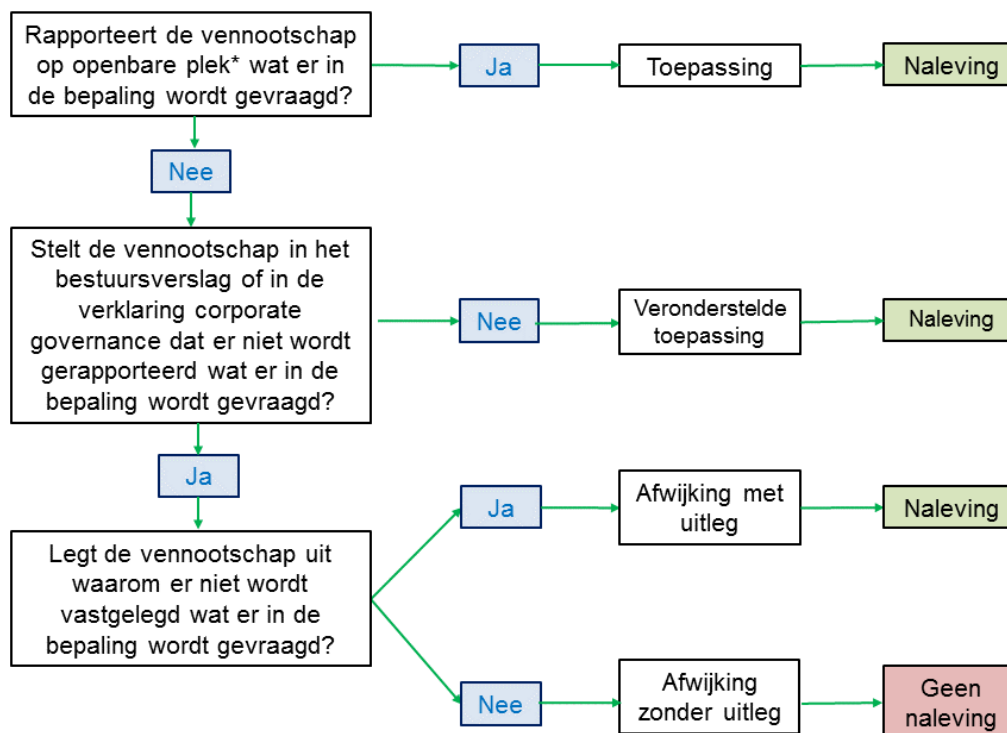 Rapporteert de vennootschap
op openbare plek* wat er in
de bepaling wordt gevraagd?
Ja
Toepassing
Naleving
Nee
Stelt de vennootschap in het
bestuursverslag of in de
verklaring corporate
governance dat er niet wordt
gerapporteerd wat er in de
bepaling wordt gevraagd?
Nee
Veronderstelde
toepassing
Naleving
Ja
Legt de vennootschap uit
waarom er niet wordt
vastgelegd wat er in de
bepaling wordt gevraagd?
Ja
Afwijking met
uitleg
Naleving
Nee
Afwijking
zonder uitleg
Geen
naleving